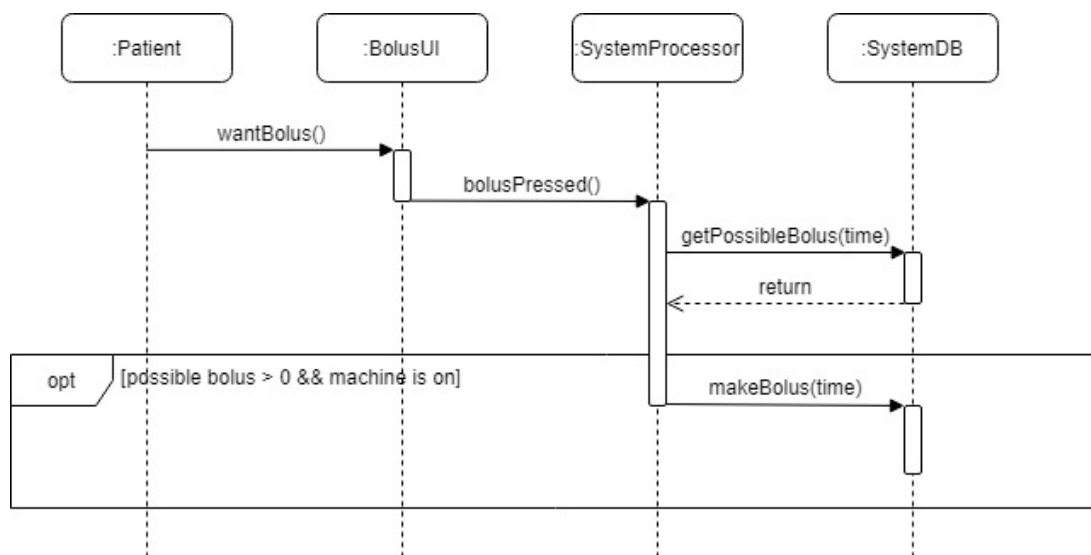 :Patient
:BolusUI
:SystemProcessor
:SystemDB
wantBolus()
bolusPressed()
getPossibleBolus(time)
return
opt
[possible bolus > 0 && machine is on]
makeBolus(time)